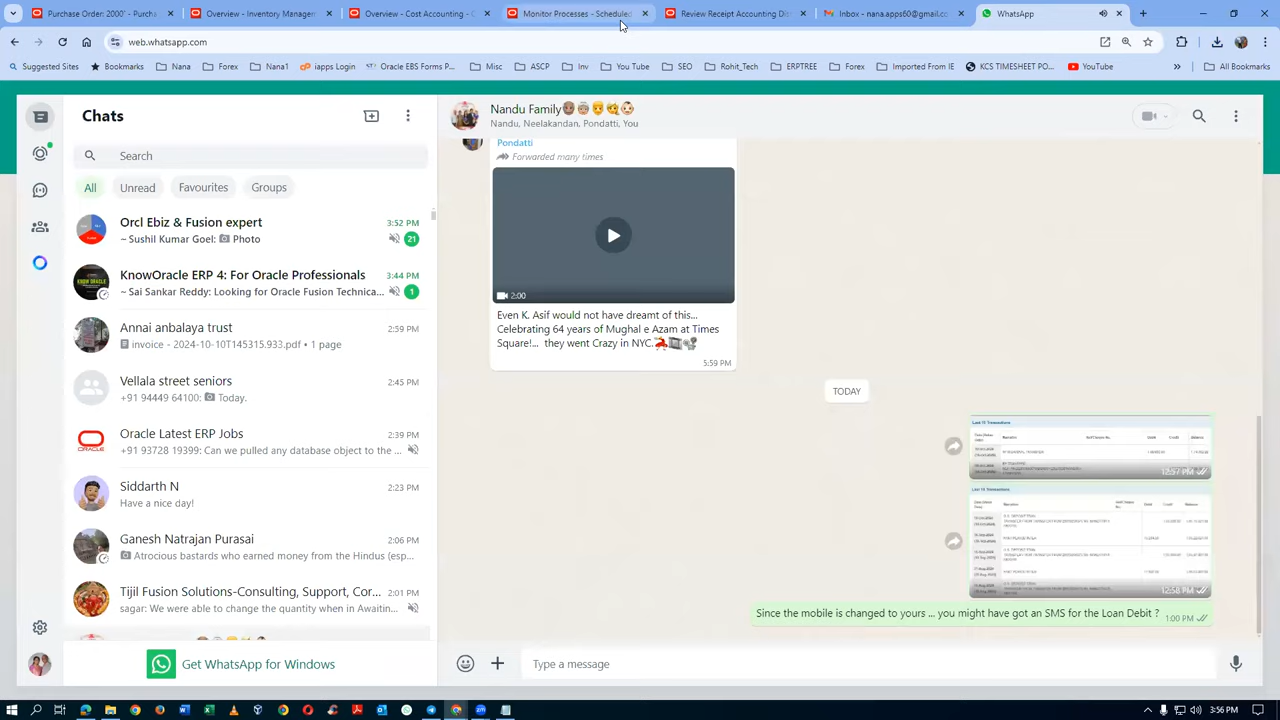 Purchase Order: 2000' - Purch
Overview - Inventory Manager
Overview - Cost Accounting - O
Monitor Processes - Scheduled
Review Receipt Accounting Dist
Inbox - nana.apps60@gmail.co
WhatsApp
web.whatsapp.com
Suggested Sites
Bookmarks
Nana
Forex
Nana1
iapps Login
Oracle EBS Forms P...
Misc
ASCP
Inv
You Tube
SEO
Rohit_Tech
ERPTREE
Forex
Imported From IE
KCS TIMESHEET PO...
YouTube
All Bookmarks
Chats
Search
All
Unread
Favourites
Groups
Orcl Ebiz & Fusion expert
3:52 PM
~ Sushil Kumar Goel: Photo
21
KnowOracle ERP 4: For Oracle Professionals
3:44 PM
~ Sai Sankar Reddy: Looking for Oracle Fusion Technica...
1
Annai anbalaya trust
2:59 PM
invoice - 2024-10-10T145315.933.pdf • 1 page
Vellala street seniors
2:45 PM
+91 94449 64100: Today.
Oracle Latest ERP Jobs
2:39 PM
+91 93728 19399: Can we pulled my database object to the ...
Siddarth N
2:23 PM
Have a nice day!
Ganesh Natrajan Purasai
2:06 PM
Atrocious bastards who earned money from the Hindus (esp...
Tijil Fusion Solutions-Consulting, Support, Cor...
2:01 PM
sagar: We were able to change the quantity when in Awaitin...
Get WhatsApp for Windows
Nandu Family
Nandu, Neelakandan, Pondatti, You
Pondatti
Forwarded many times
2:00
Even K. Asif would not have dreamt of this...
Celebrating 64 years of Mughal e Azam at Times
Square!... they went Crazy in NYC.
5:59 PM
TODAY
Last 10 Transactions
12:57 PM
Last 10 Transactions
12:58 PM
Since the mobile is changed to yours ... you might have got an SMS for the Loan Debit ?
1:00 PM
Type a message
3:56 PM